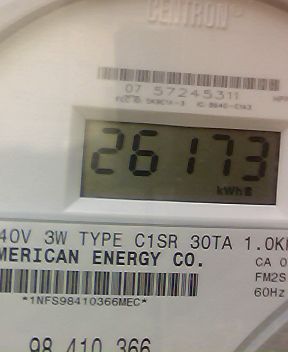 CENTRON®
07 57245311
26173
kWh
40V 3W TYPE C1SR 30TA 1.0K
MERICAN ENERGY CO.
CA 0
*1NFS98410366MEC*
FM2S
60Hz
98 410 366